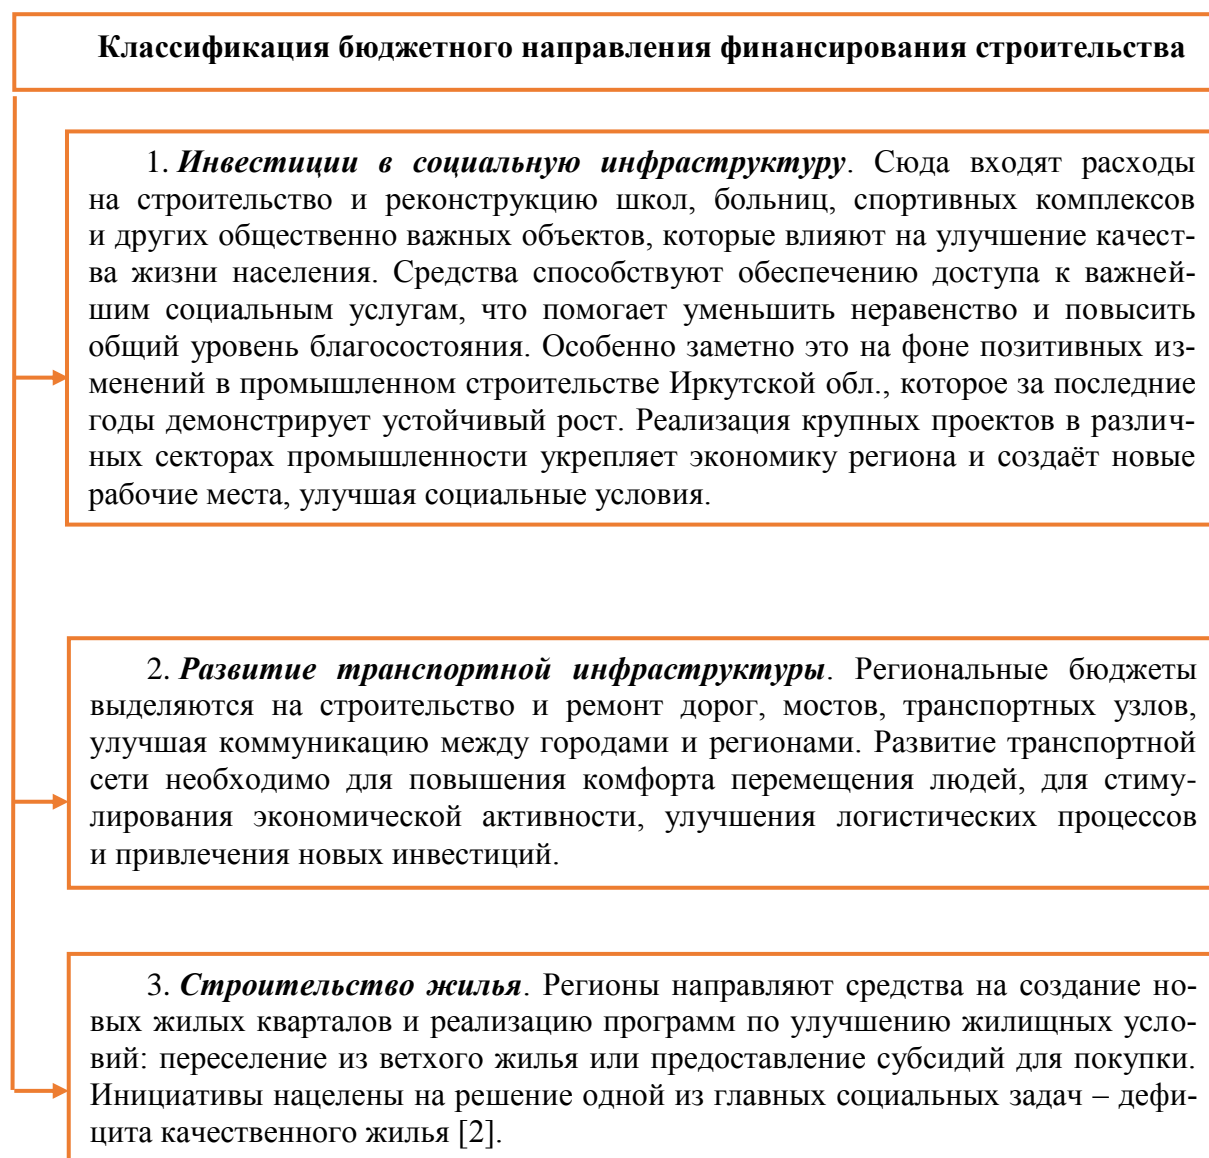 Классификация бюджетного направления финансирования строительства
1. Инвестиции в социальную инфраструктуру. Сюда входят расходы
на строительство и реконструкцию школ, больниц, спортивных комплексов
и других общественно важных объектов, которые влияют на улучшение качест-
ва жизни населения. Средства способствуют обеспечению доступа к важней-
шим социальным услугам, что помогает уменьшить неравенство и повысить
общий уровень благосостояния. Особенно заметно это на фоне позитивных из-
менений в промышленном строительстве Иркутской обл., которое за последние
годы демонстрирует устойчивый рост. Реализация крупных проектов в различ-
ных секторах промышленности укрепляет экономику региона и создаёт новые
рабочие места, улучшая социальные условия.
2. Развитие транспортной инфраструктуры. Региональные бюджеты
выделяются на строительство и ремонт дорог, мостов, транспортных узлов,
улучшая коммуникацию между городами и регионами. Развитие транспортной
сети необходимо для повышения комфорта перемещения людей, для стиму-
лирования экономической активности, улучшения логистических процессов
и привлечения новых инвестиций.
3. Строительство жилья. Регионы направляют средства на создание но-
вых жилых кварталов и реализацию программ по улучшению жилищных усло-
вий: переселение из ветхого жилья или предоставление субсидий для покупки.
Инициативы нацелены на решение одной из главных социальных задач – дефи-
цита качественного жилья [2].